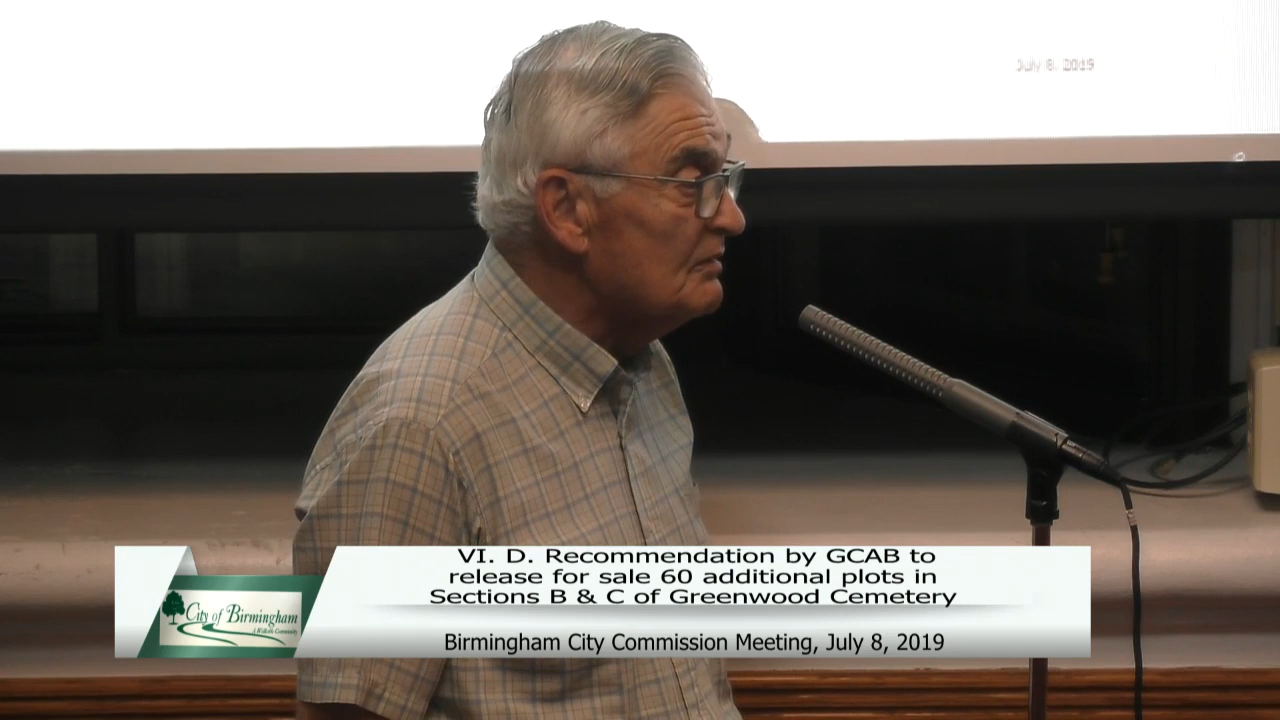 July 8, 2019
VI. D. Recommendation by GCAB to
release for sale 60 additional plots in
Sections B & C of Greenwood Cemetery
City of Birmingham
A Walkable Community
Birmingham City Commission Meeting, July 8, 2019